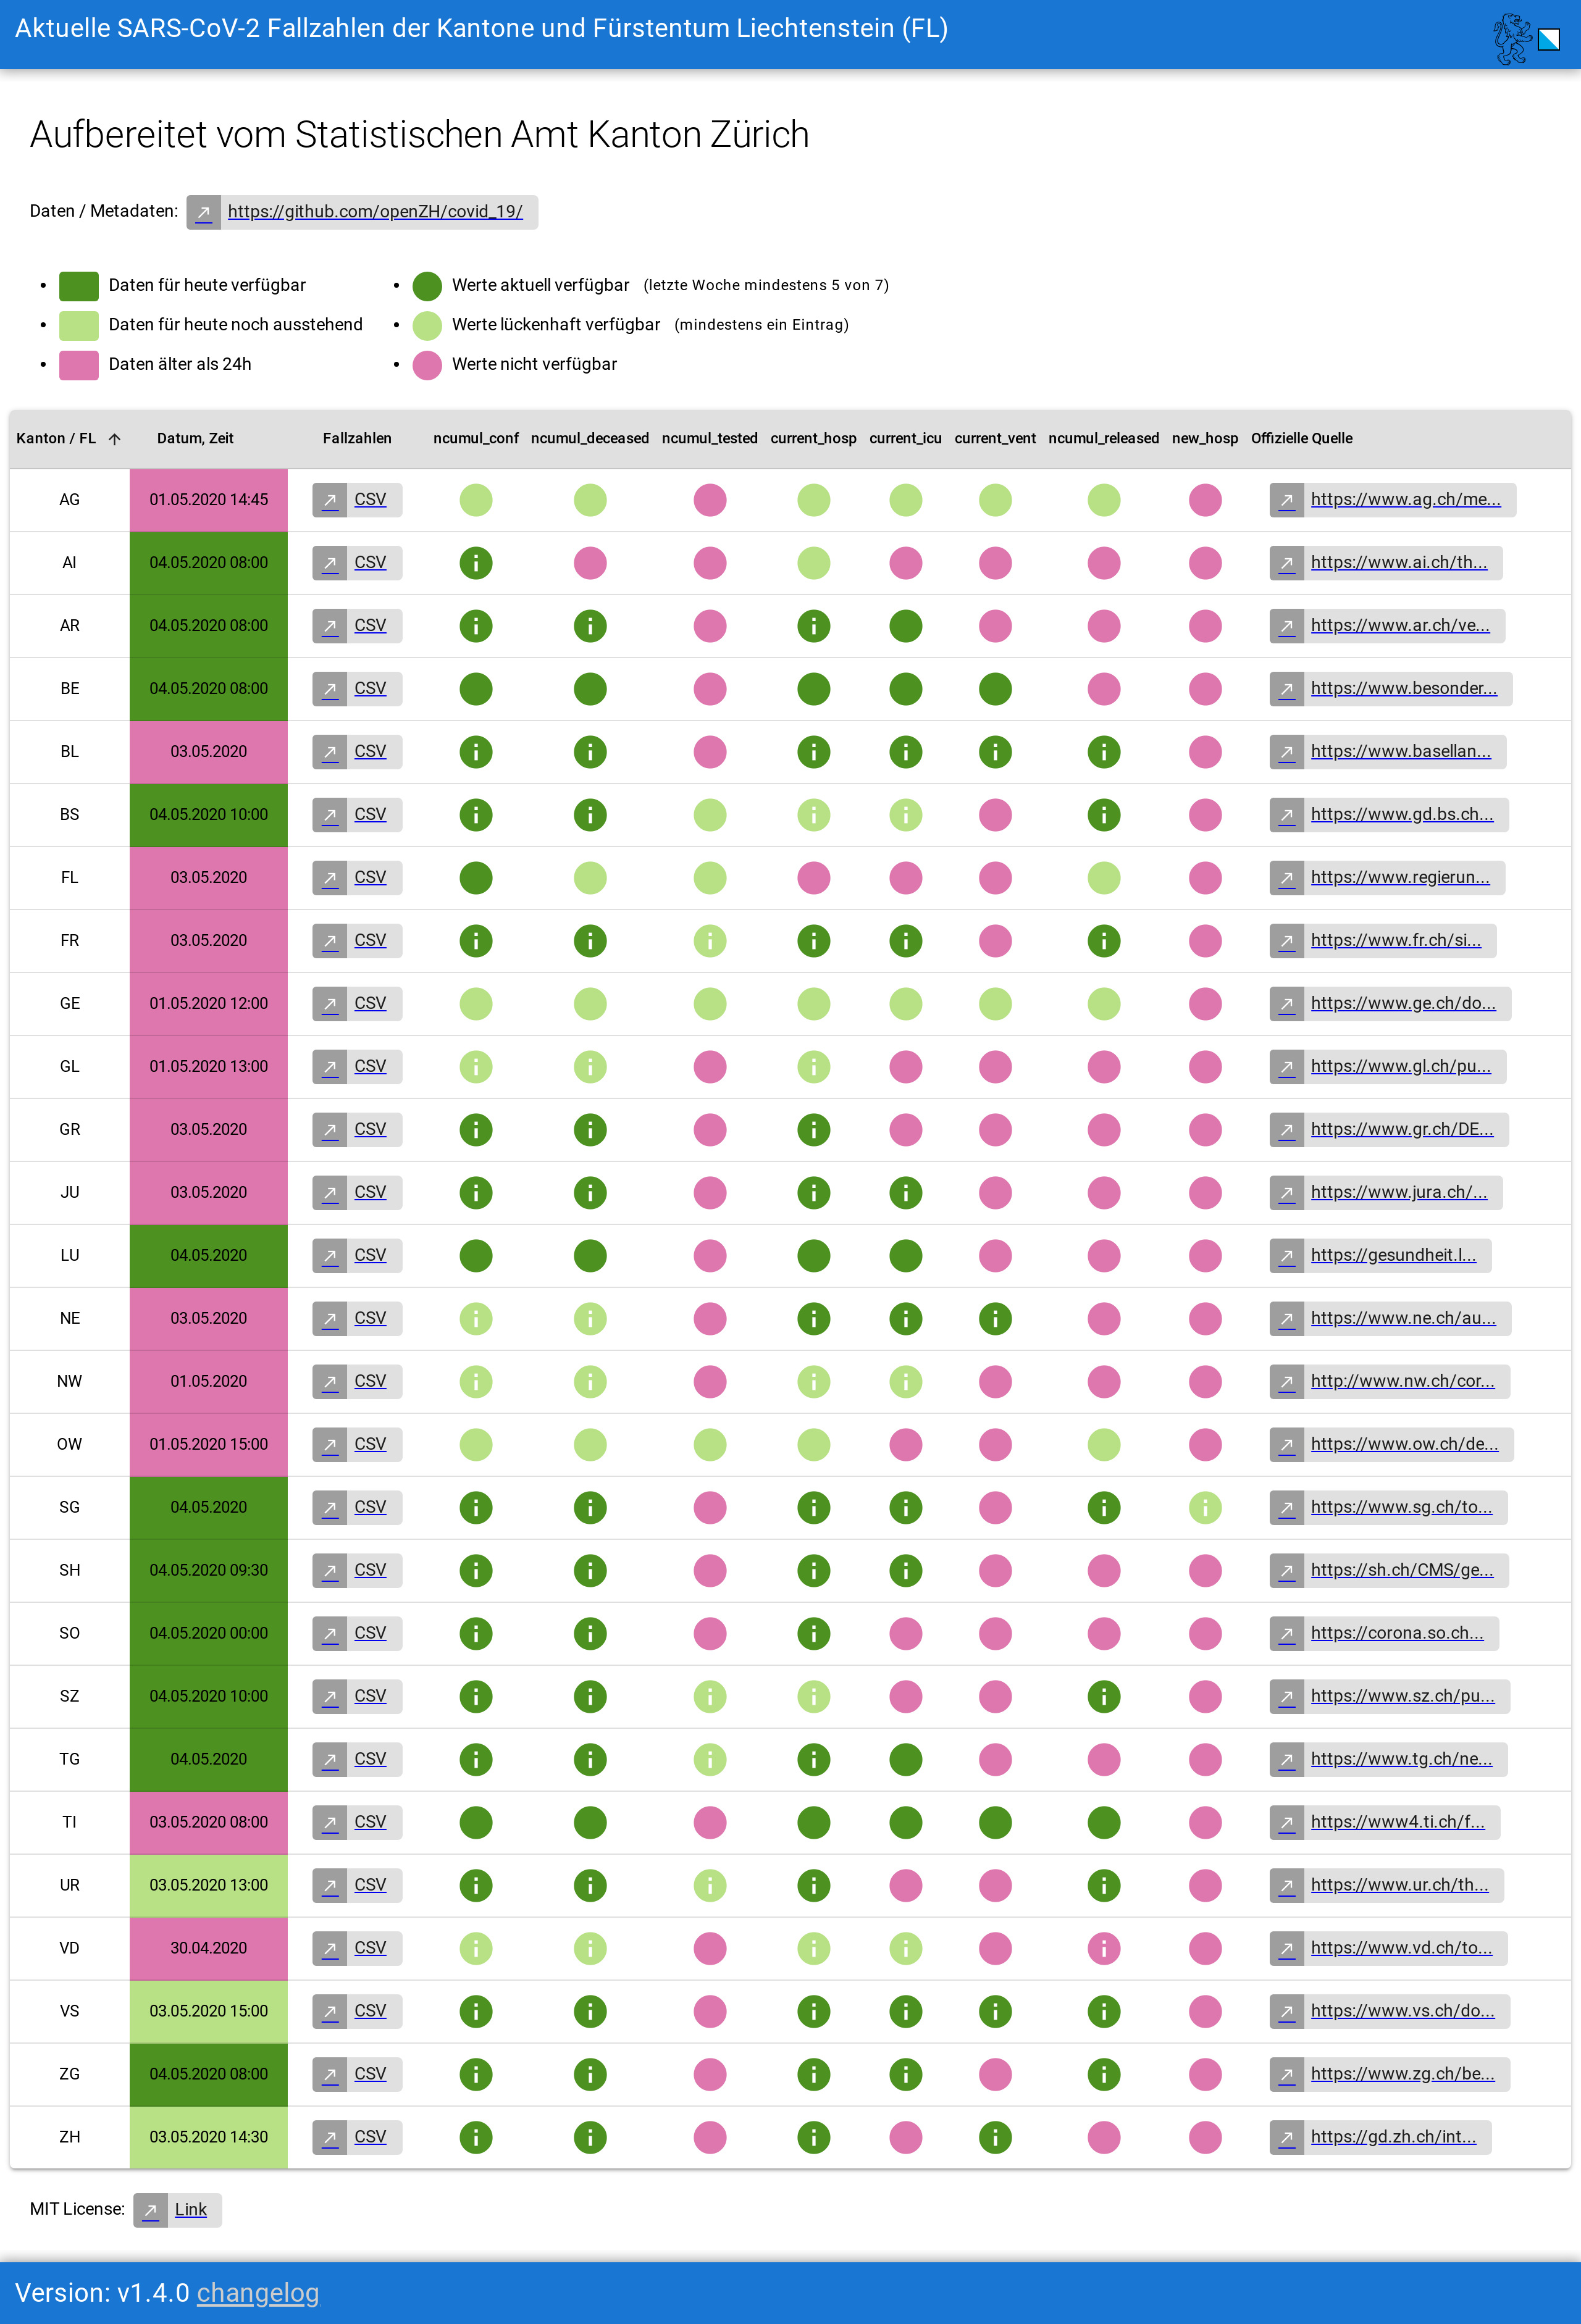 Aktuelle SARS-CoV-2 Fallzahlen der Kantone und Fürstentum Liechtenstein (FL)
Aufbereitet vom Statistischen Amt Kanton Zürich
Daten / Metadaten: https://github.com/openZH/covid_19/
Daten für heute verfügbar
Daten für heute noch ausstehend
Daten älter als 24h
Werte aktuell verfügbar (letzte Woche mindestens 5 von 7)
Werte lückenhaft verfügbar (mindestens ein Eintrag)
Werte nicht verfügbar
Kanton / FL Datum, Zeit Fallzahlen ncumul_conf ncumul_deceased ncumul_tested current_hosp current_icu current_vent ncumul_released new_hosp Offizielle Quelle
AG 01.05.2020 14:45 CSV https://www.ag.ch/me...
AI 04.05.2020 08:00 CSV https://www.ai.ch/th...
AR 04.05.2020 08:00 CSV https://www.ar.ch/ve...
BE 04.05.2020 08:00 CSV https://www.besonder...
BL 03.05.2020 CSV https://www.basellan...
BS 04.05.2020 10:00 CSV https://www.gd.bs.ch...
FL 03.05.2020 CSV https://www.regierun...
FR 03.05.2020 CSV https://www.fr.ch/si...
GE 01.05.2020 12:00 CSV https://www.ge.ch/do...
GL 01.05.2020 13:00 CSV https://www.gl.ch/pu...
GR 03.05.2020 CSV https://www.gr.ch/DE...
JU 03.05.2020 CSV https://www.jura.ch/...
LU 04.05.2020 CSV https://gesundheit.l...
NE 03.05.2020 CSV https://www.ne.ch/au...
NW 01.05.2020 CSV http://www.nw.ch/cor...
OW 01.05.2020 15:00 CSV https://www.ow.ch/de...
SG 04.05.2020 CSV https://www.sg.ch/to...
SH 04.05.2020 09:30 CSV https://sh.ch/CMS/ge...
SO 04.05.2020 00:00 CSV https://corona.so.ch...
SZ 04.05.2020 10:00 CSV https://www.sz.ch/pu...
TG 04.05.2020 CSV https://www.tg.ch/ne...
TI 03.05.2020 08:00 CSV https://www4.ti.ch/f...
UR 03.05.2020 13:00 CSV https://www.ur.ch/th...
VD 30.04.2020 CSV https://www.vd.ch/to...
VS 03.05.2020 15:00 CSV https://www.vs.ch/do...
ZG 04.05.2020 08:00 CSV https://www.zg.ch/be...
ZH 03.05.2020 14:30 CSV https://gd.zh.ch/int...
MIT License: Link
Version: v1.4.0 changelog